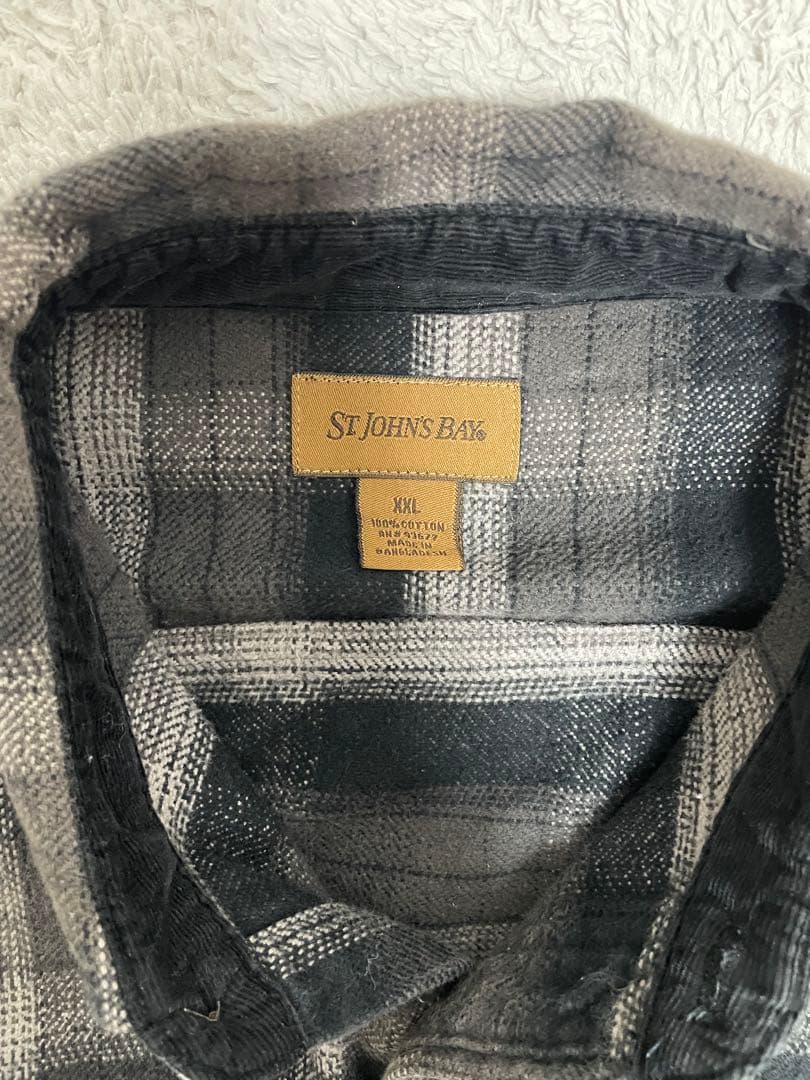 ST JOHN'S BAY®
XXL
100% COTTON
RN# 93677
MADE IN
BANGLADESH